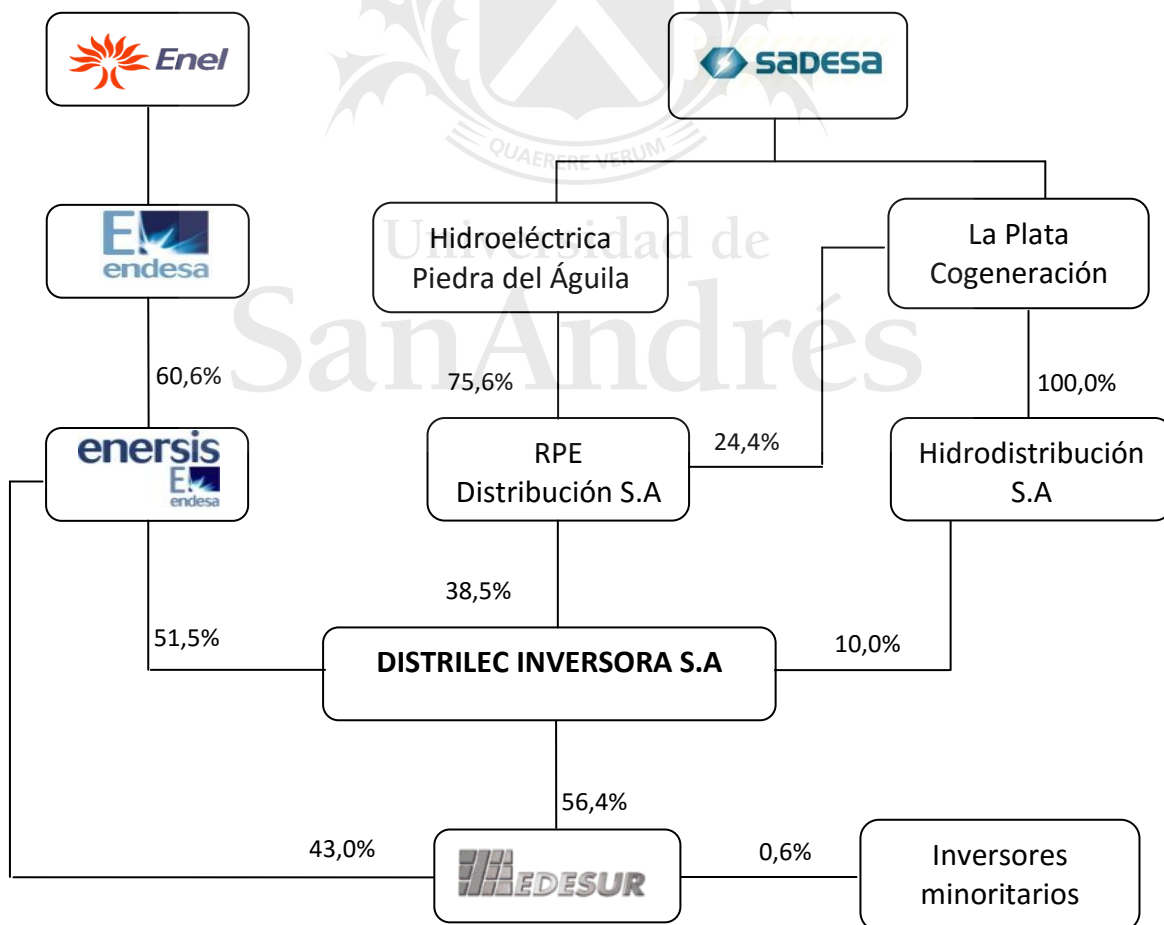 Enel
SADESA
QUAERERE VERUM
Universidad de
SanAndrés
E
endesa
Hidroeléctrica
Piedra del Águila
La Plata
Cogeneración
60,6%
75,6%
100,0%
enersis
E
endesa
RPE
Distribución S.A
24,4%
Hidrodistribución
S.A
38,5%
51,5%
DISTRILEC INVERSORA S.A
10,0%
56,4%
43,0%
EDESUR
0,6%
Inversores
minoritarios